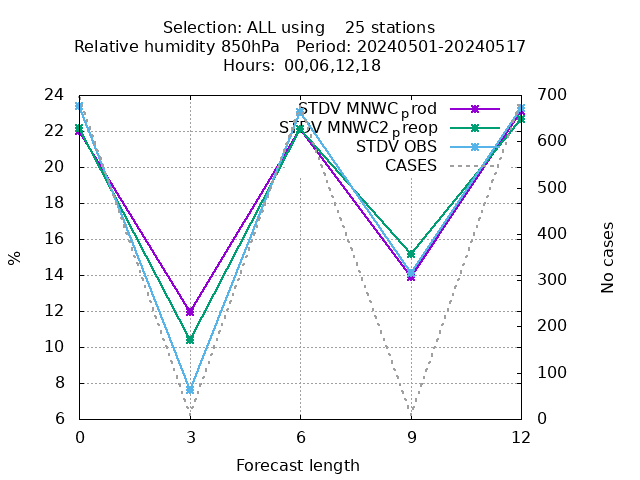 Selection: ALL using    25 stations
Relative humidity 850hPa   Period: 20240501-20240517
Hours: 00,06,12,18
24
22
20
18
16
14
12
10
8
6
%
700
600
500
400
300
200
100
0
No cases
STDV MNWC_prod
STDV MNWC2_preop
STDV OBS
CASES
0 3 6 9 12
Forecast length